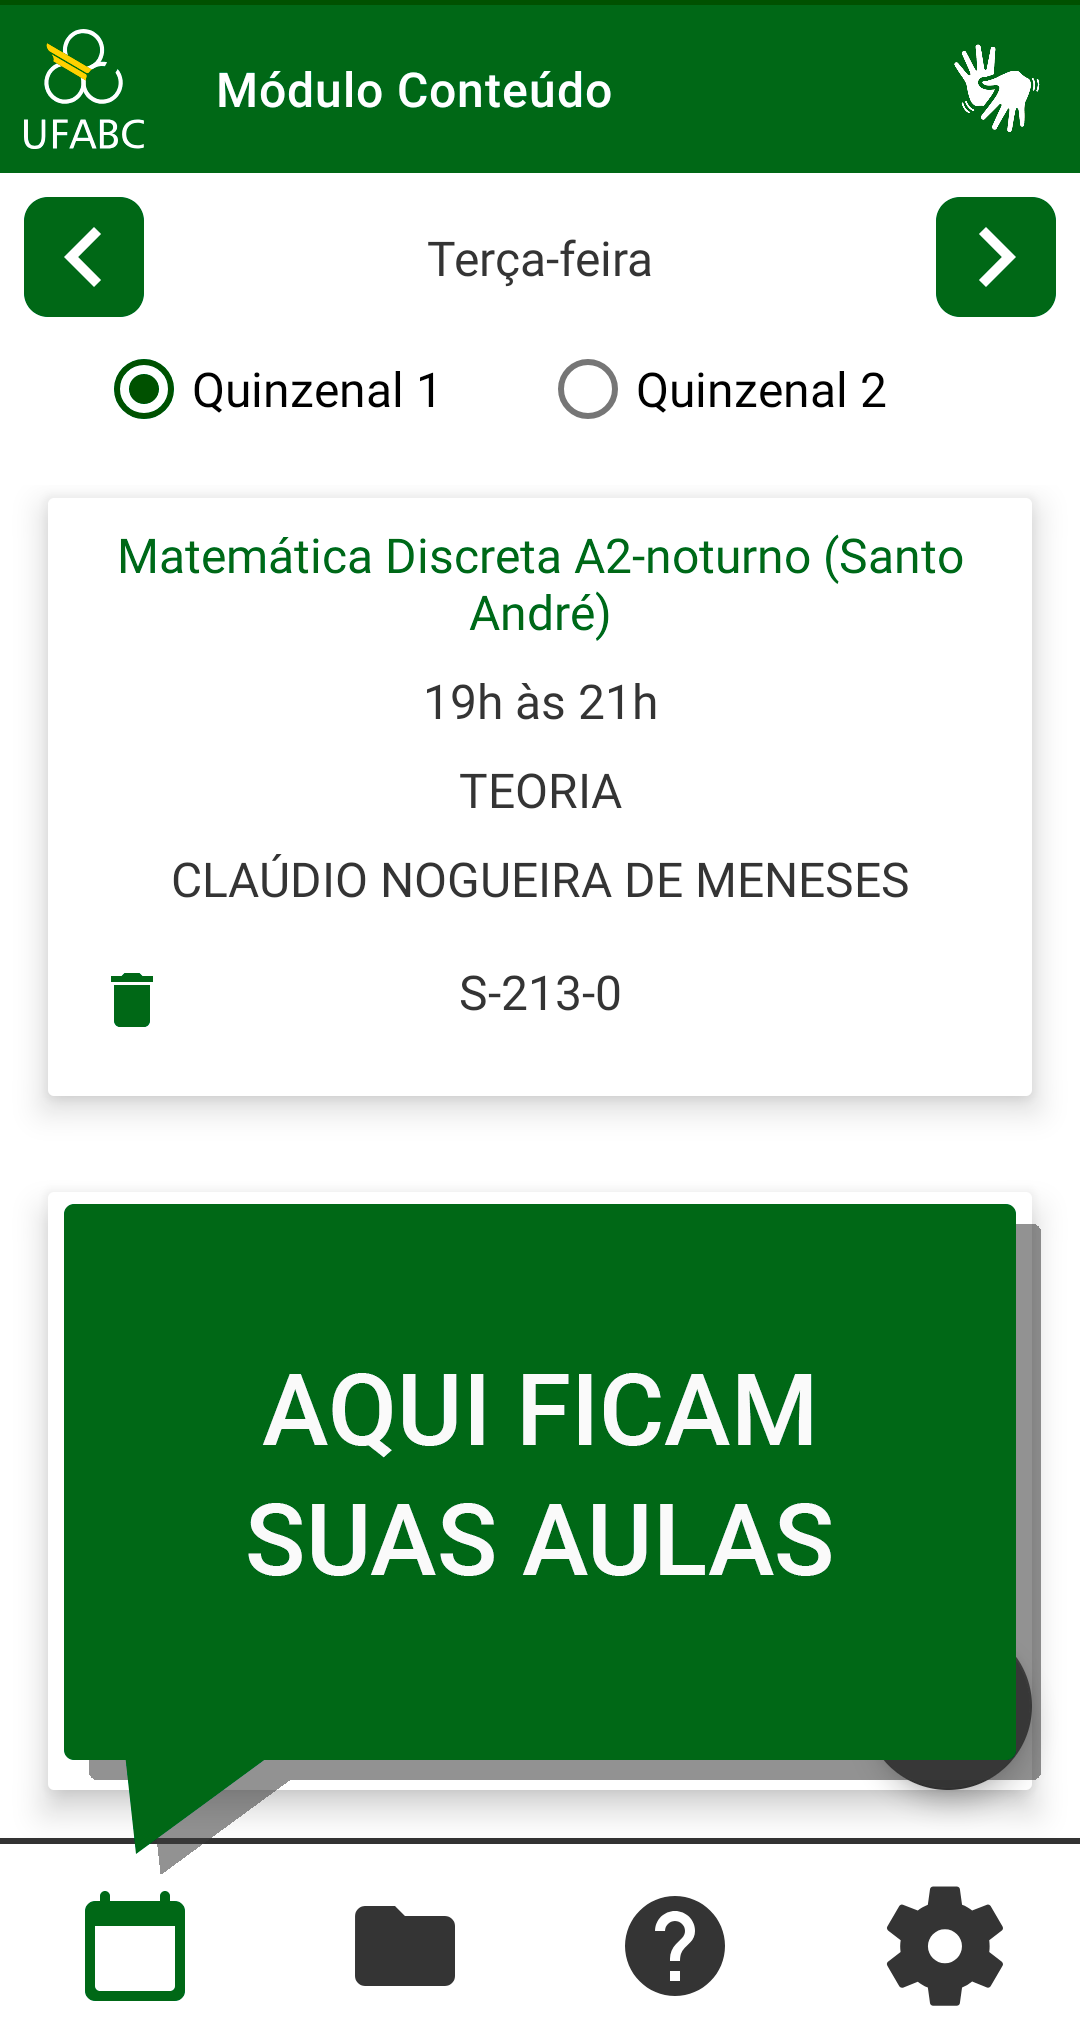 UFABC
Módulo Conteúdo
Terça-feira
Quinzenal 1
Quinzenal 2
Matemática Discreta A2-noturno (Santo
André)
19h às 21h
TEORIA
CLAÚDIO NOGUEIRA DE MENESES
S-213-0
AQUI FICAM
SUAS AULAS